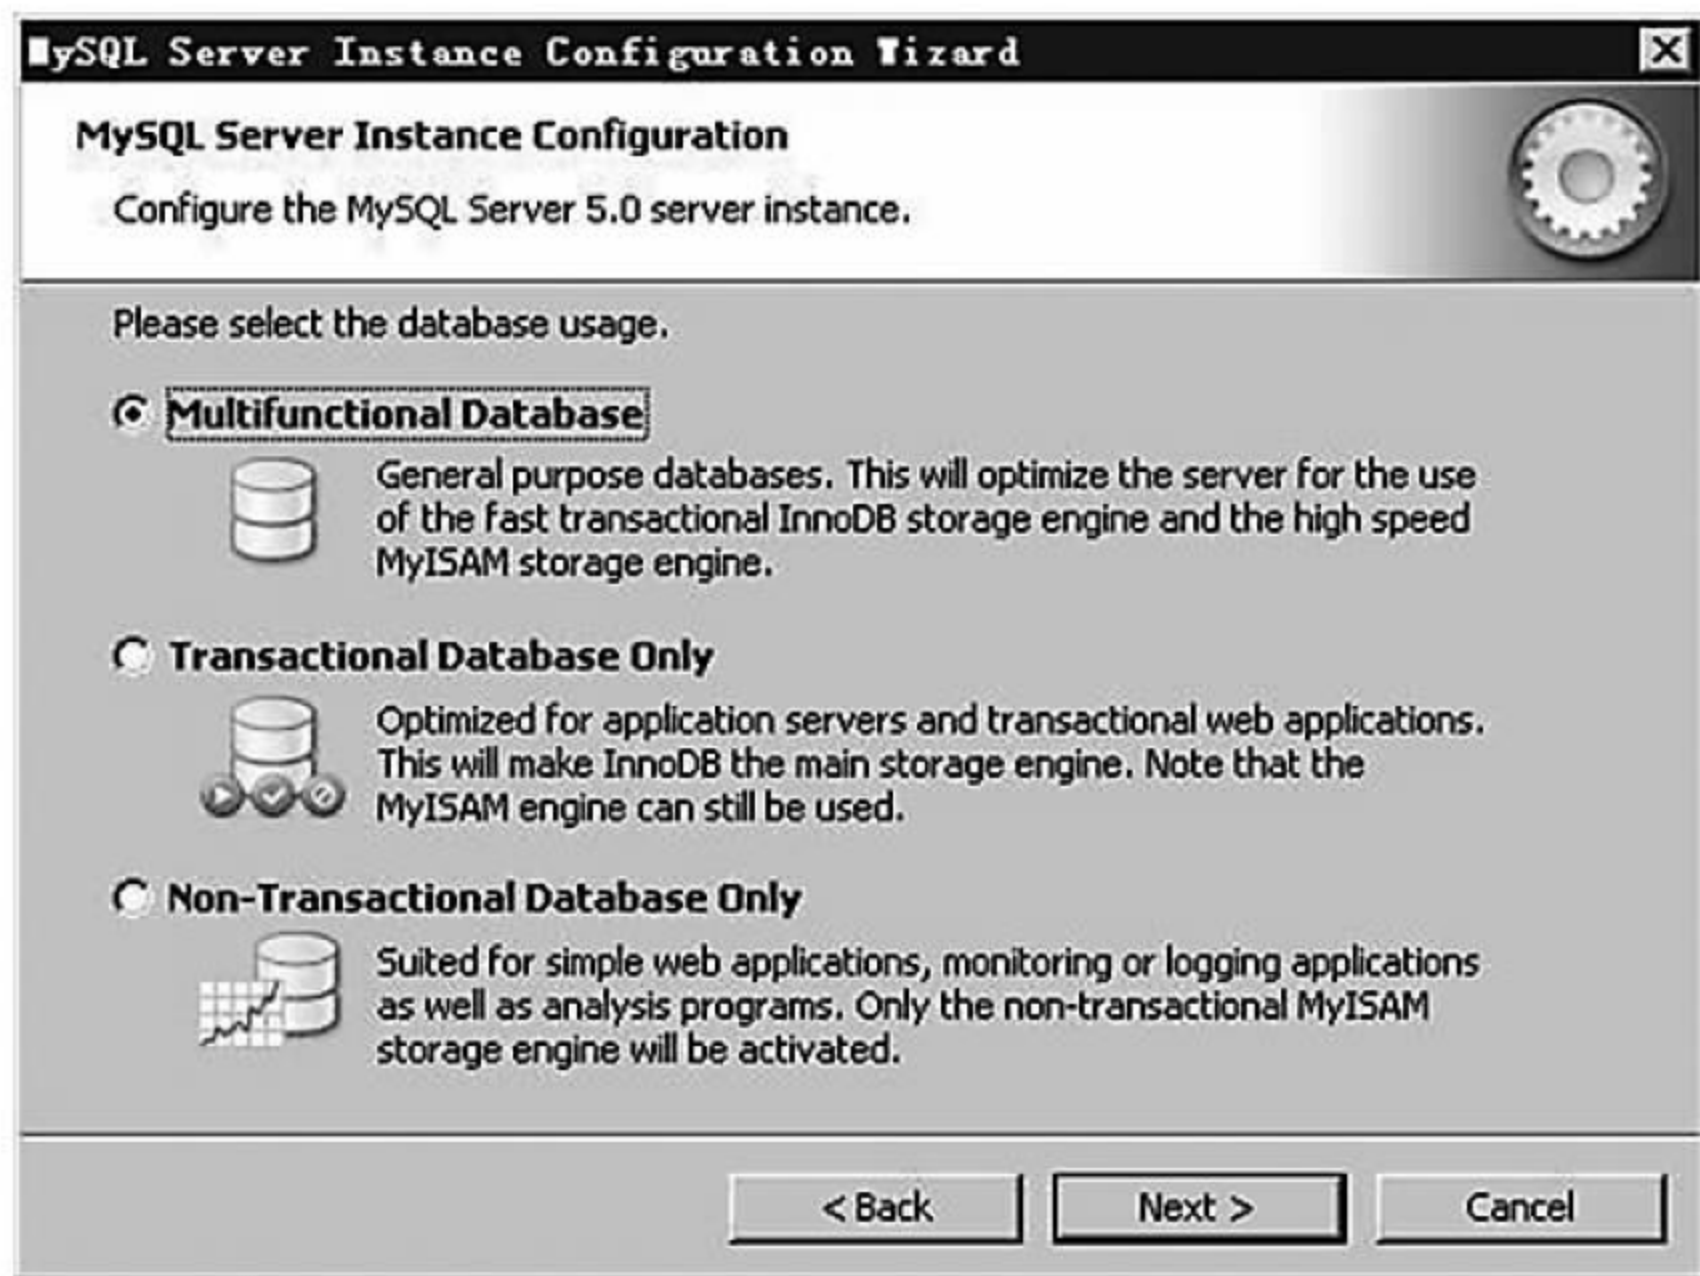 MySQL Server Instance Configuration Wizard
MySQL Server Instance Configuration
Configure the MySQL Server 5.0 server instance.
Please select the database usage.
Multifunctional Database
General purpose databases. This will optimize the server for the use
of the fast transactional InnoDB storage engine and the high speed
MyISAM storage engine.
Transactional Database Only
Optimized for application servers and transactional web applications.
This will make InnoDB the main storage engine. Note that the
MyISAM engine can still be used.
Non-Transactional Database Only
Suited for simple web applications, monitoring or logging applications
as well as analysis programs. Only the non-transactional MyISAM
storage engine will be activated.
< Back
Next >
Cancel